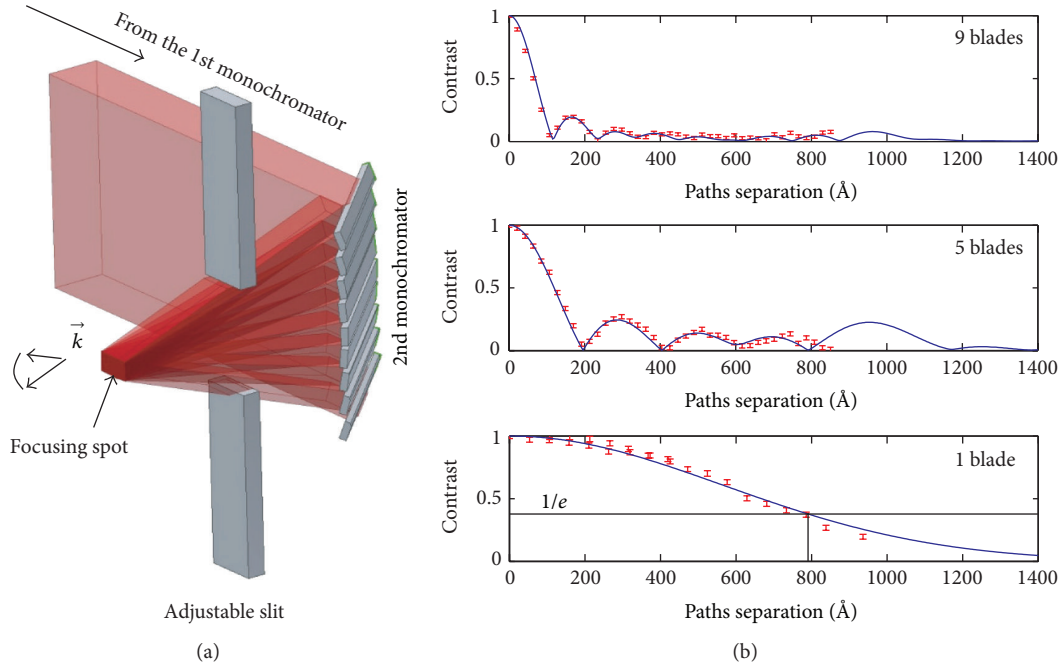 From the 1st monochromator
2nd monochromator
k
Focusing spot
Adjustable slit
(a)
9 blades
Contrast
1
0.5
0
0 200 400 600 800 1000 1200 1400
Paths separation (Å)
5 blades
Contrast
1
0.5
0
0 200 400 600 800 1000 1200 1400
Paths separation (Å)
1 blade
Contrast
1
1/e
0.5
0
0 200 400 600 800 1000 1200 1400
Paths separation (Å)
(b)